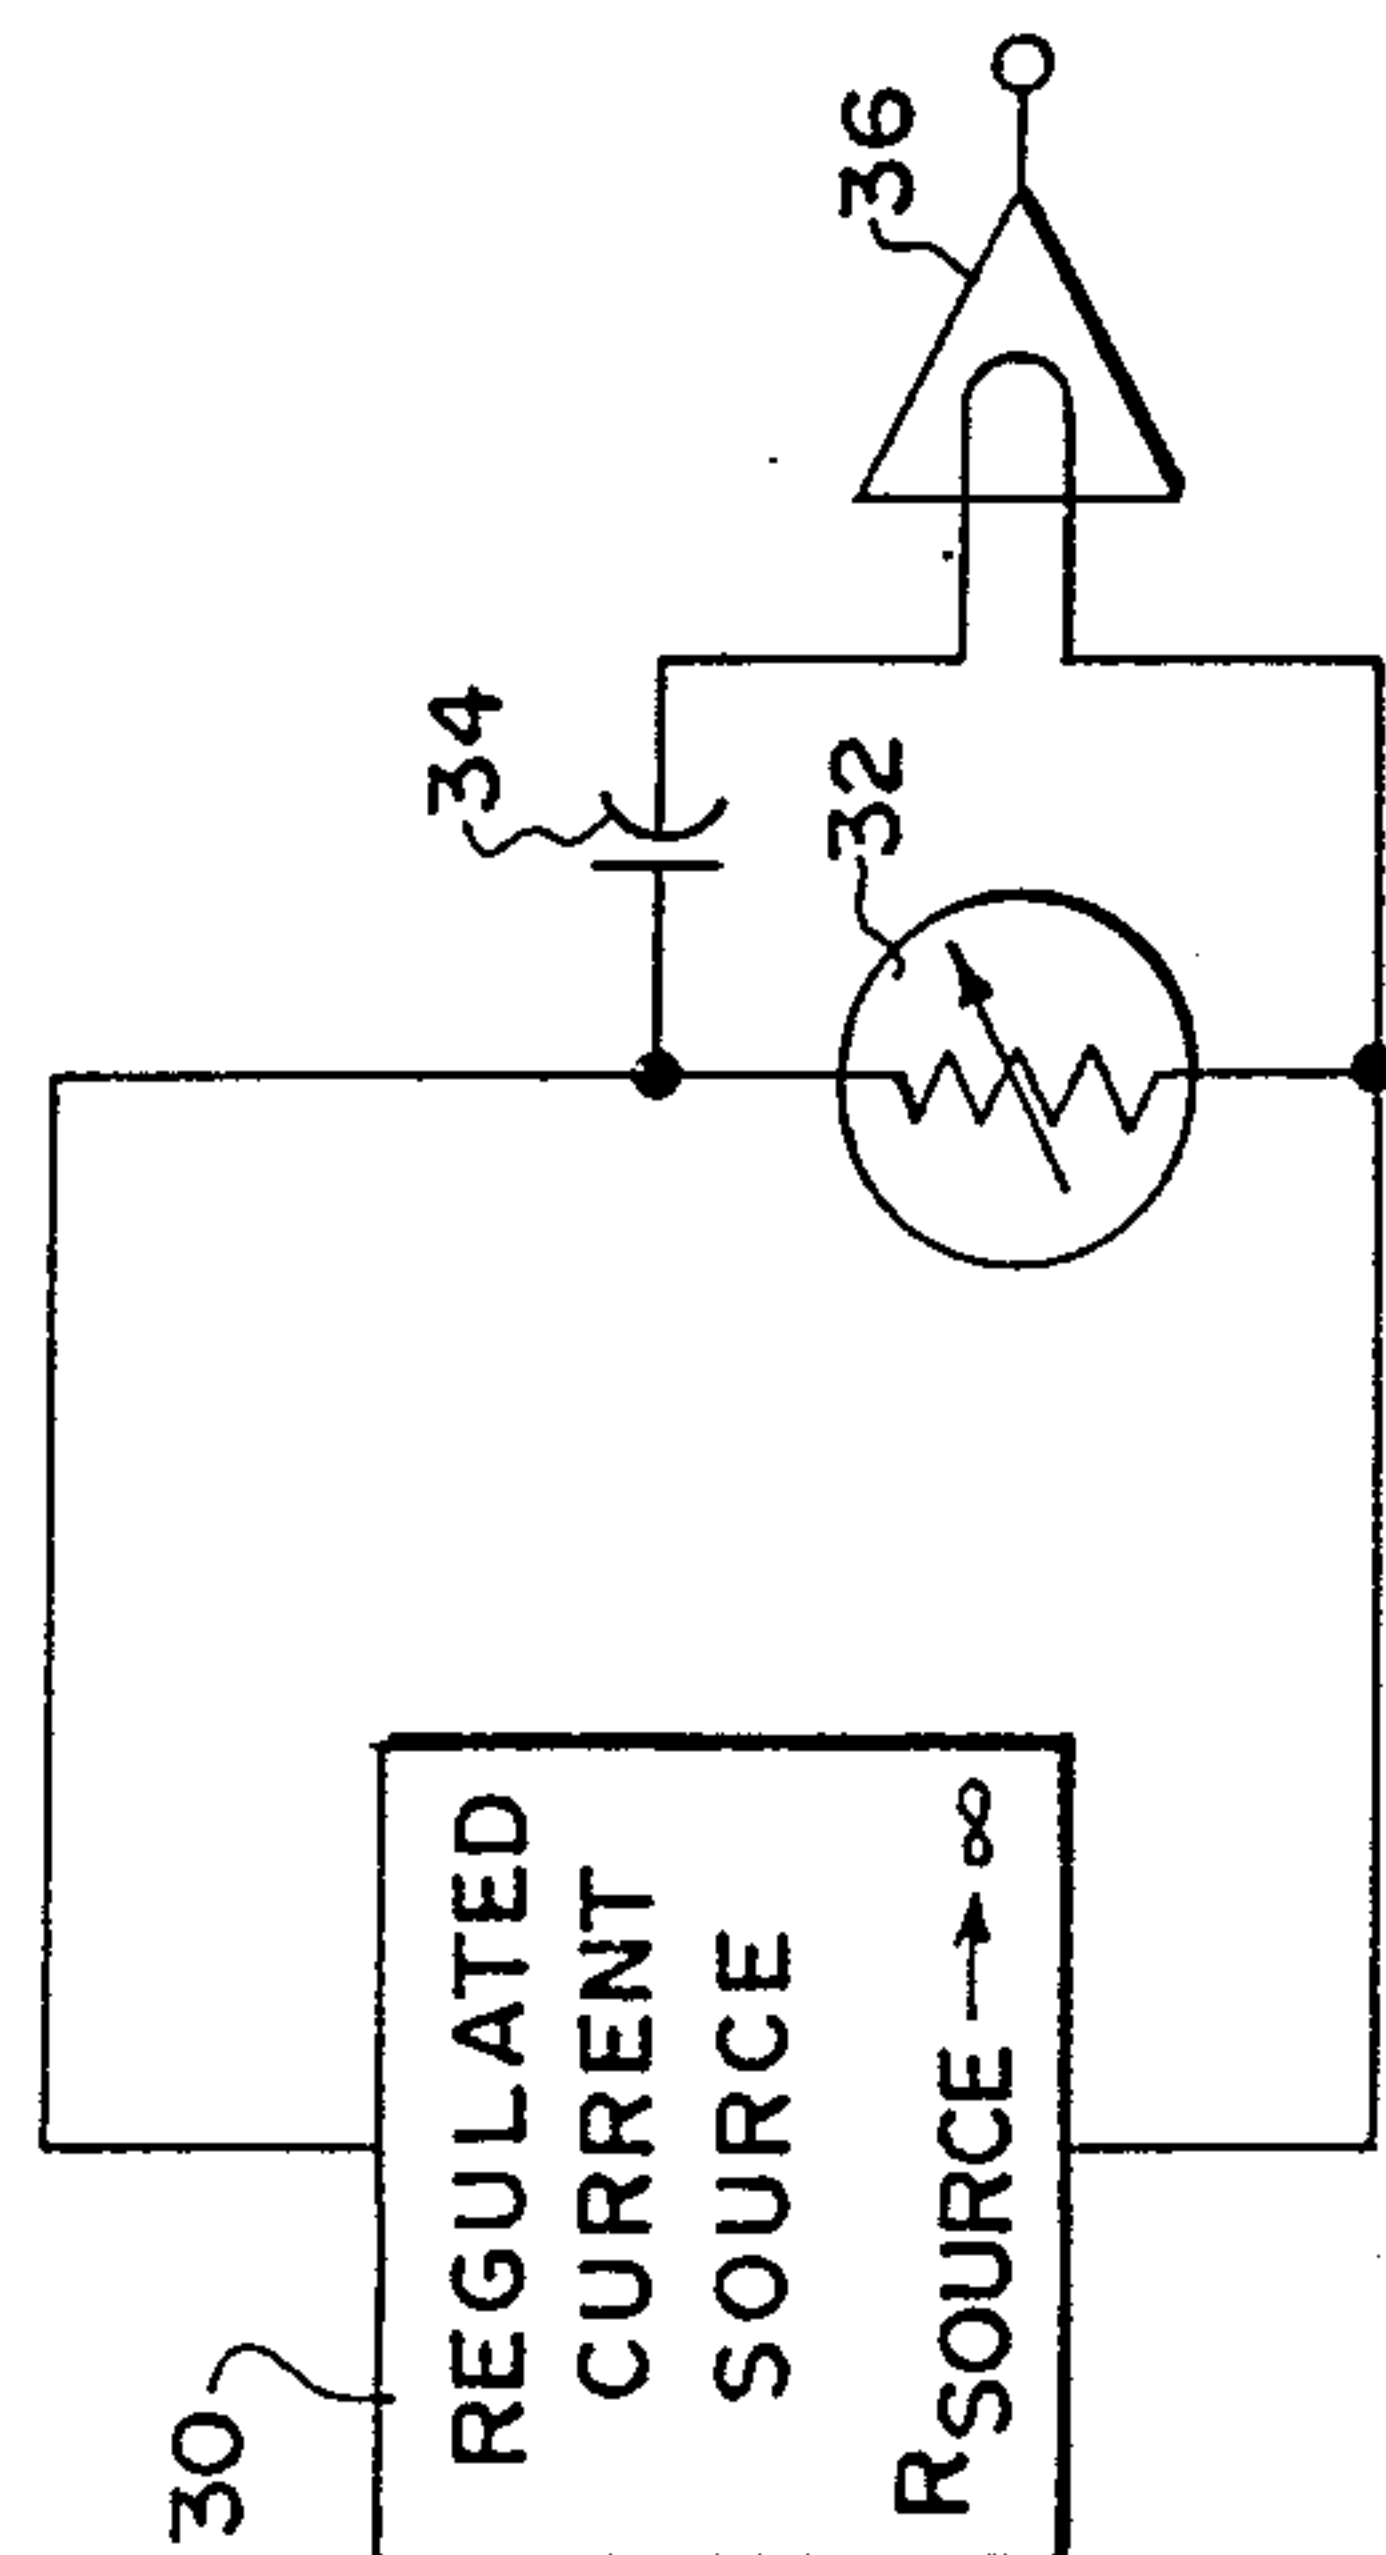 30
REGULATED
CURRENT
SOURCE
RSOURCE → ∞
34
32
36